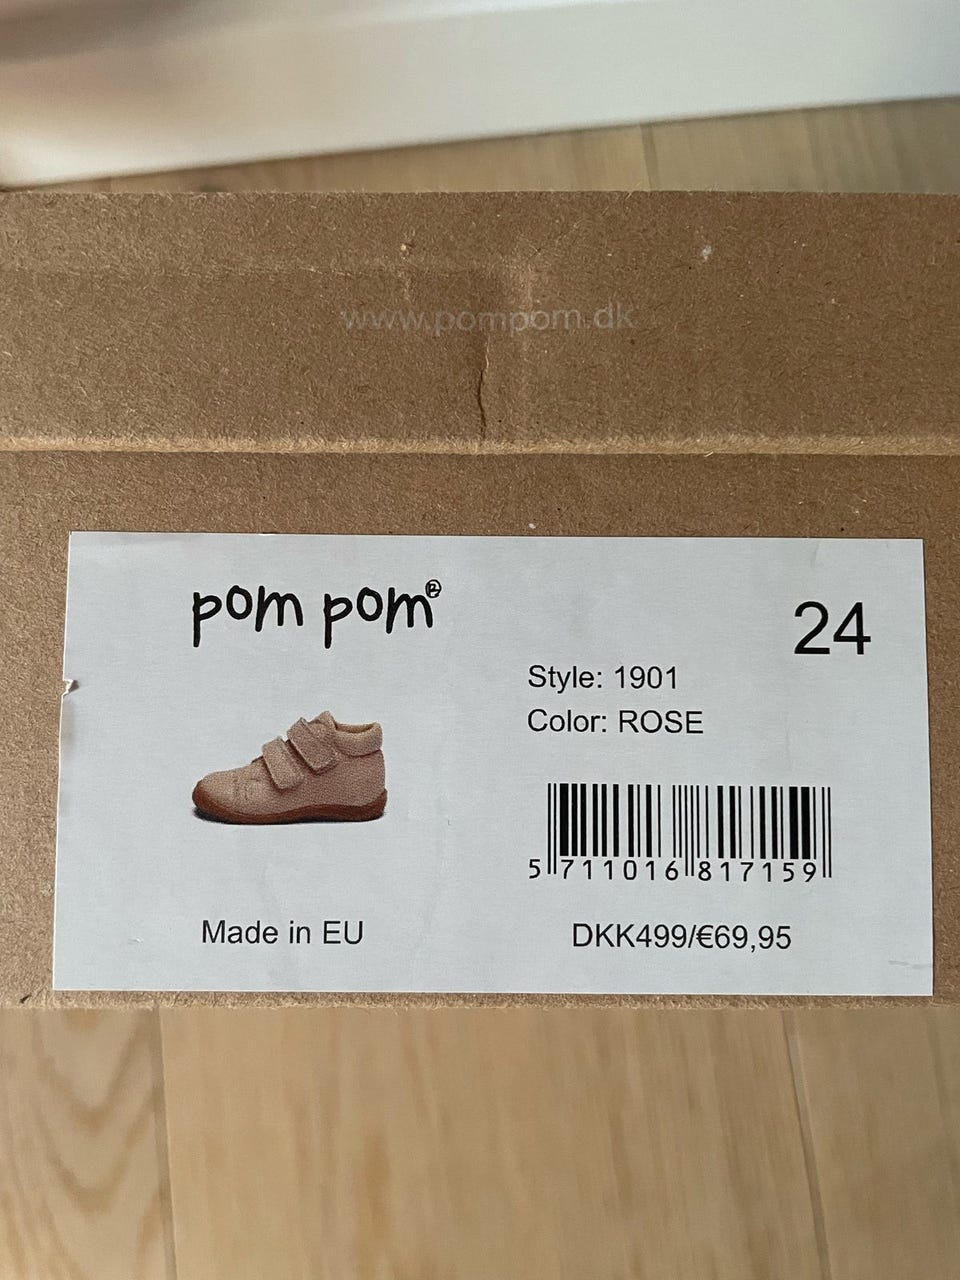 www.pompom.dk
pom pom®
24
Style: 1901
Color: ROSE
5 711016 817159
Made in EU
DKK499/€69,95